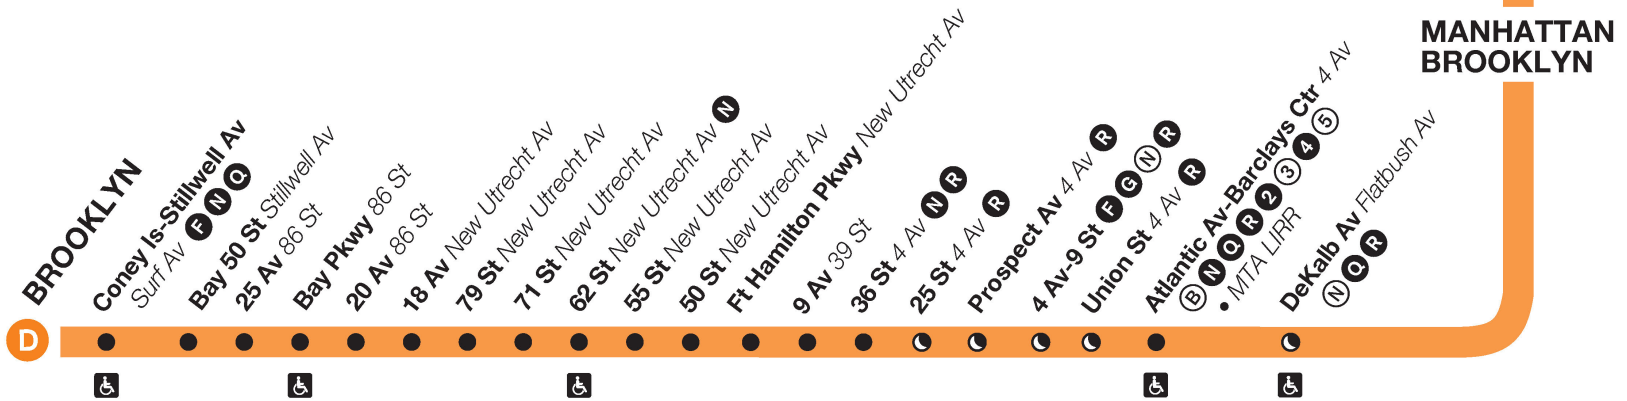 MANHATTAN
BROOKLYN
BROOKLYN
D
Coney Is-Stillwell Av
Surf Av F N Q
Bay 50 St Stillwell Av
25 Av 86 St
Bay Pkwy 86 St
20 Av 86 St
18 Av New Utrecht Av
79 St New Utrecht Av
71 St New Utrecht Av
62 St New Utrecht Av N
55 St New Utrecht Av
50 St New Utrecht Av
Ft Hamilton Pkwy New Utrecht Av
9 Av 39 St
36 St 4 Av N R
25 St 4 Av R
Prospect Av 4 Av R
4 Av-9 St F G N R
Union St 4 Av R
Atlantic Av-Barclays Ctr 4 Av
B N Q R 2 3 4 5
• MTA LIRR
DeKalb Av Flatbush Av
N Q R